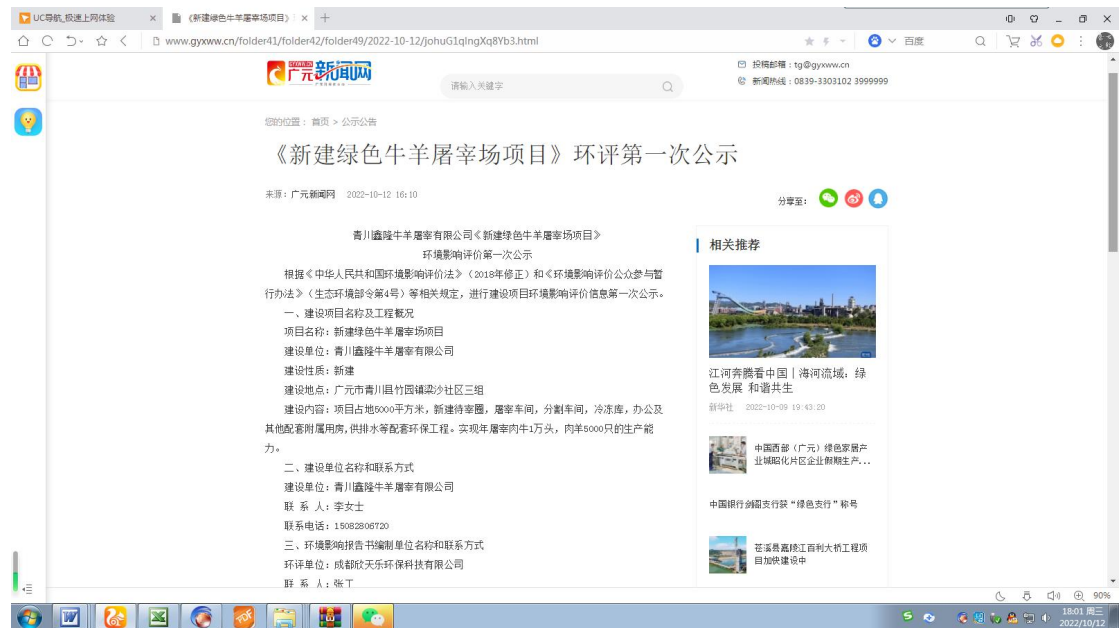 UC导航_极速上网体验
《新建绿色牛羊屠宰场项目》
www.gyxww.cn/folder41/folder42/folder49/2022-10-12/johuG1qIngXq8Yb3.html
百度
广元新闻网
请输入关键字
投稿邮箱：tg@gyxww.cn
新闻热线：0839-3303102 3999999
您的位置： 首页 > 公示公告
《新建绿色牛羊屠宰场项目》环评第一次公示
来源：广元新闻网 2022-10-12 16:10
分享至：
青川鑫隆牛羊屠宰有限公司《新建绿色牛羊屠宰场项目》
环境影响评价第一次公示
根据《中华人民共和国环境影响评价法》（2018年修正）和《环境影响评价公众参与暂
行办法》（生态环境部令第4号）等相关规定，进行建设项目环境影响评价信息第一次公示。
一、建设项目名称及工程概况
项目名称：新建绿色牛羊屠宰场项目
建设单位：青川鑫隆牛羊屠宰有限公司
建设性质：新建
建设地点：广元市青川县竹园镇梁沙社区三组
建设内容：项目占地5000平方米，新建待宰圈，屠宰车间，分割车间，冷冻库，办公及
其他配套附属用房,供排水等配套环保工程。实现年屠宰肉牛1万头，肉羊5000只的生产能
力。
二、建设单位名称和联系方式
建设单位：青川鑫隆牛羊屠宰有限公司
联 系 人：李女士
联系电话：15082806720
三、环境影响报告书编制单位名称和联系方式
环评单位：成都欣天乐环保科技有限公司
联 系 人：张工
相关推荐
江河奔腾看中国｜海河流域：绿
色发展 和谐共生
新华社 2022-10-09 19:43:20
中国西部（广元）绿色家居产
业城昭化片区企业假期生产...
中国银行剑阁支行获“绿色支行”称号
苍溪县嘉陵江百利大桥工程项
目加快建设中
90%
18:01 周三
2022/10/12